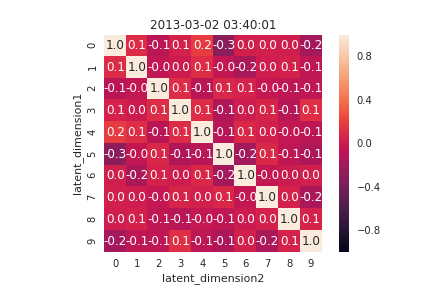 2013-03-02 03:40:01
latent_dimension1
0 1.0 0.1 -0.1 0.1 0.2 -0.3 0.0 0.0 0.0 -0.2
1 0.1 1.0 -0.0 0.0 0.1 -0.0 -0.2 0.0 0.1 -0.1
2 -0.1 -0.0 1.0 0.1 -0.1 0.1 0.1 -0.0 -0.1 -0.1
3 0.1 0.0 0.1 1.0 0.1 -0.1 0.0 0.1 -0.1 0.1
4 0.2 0.1 -0.1 0.1 1.0 -0.1 0.1 0.0 -0.0 -0.1
5 -0.3 -0.0 0.1 -0.1 -0.1 1.0 -0.2 0.1 -0.1 -0.1
6 0.0 -0.2 0.1 0.0 0.1 -0.2 1.0 -0.0 0.0 0.0
7 0.0 0.0 -0.0 0.1 0.0 0.1 -0.0 1.0 0.0 -0.2
8 0.0 0.1 -0.1 -0.1 -0.0 -0.1 0.0 0.0 1.0 0.1
9 -0.2 -0.1 -0.1 0.1 -0.1 -0.1 0.0 -0.2 0.1 1.0
0 1 2 3 4 5 6 7 8 9
latent_dimension2
0.8
0.4
0.0
-0.4
-0.8